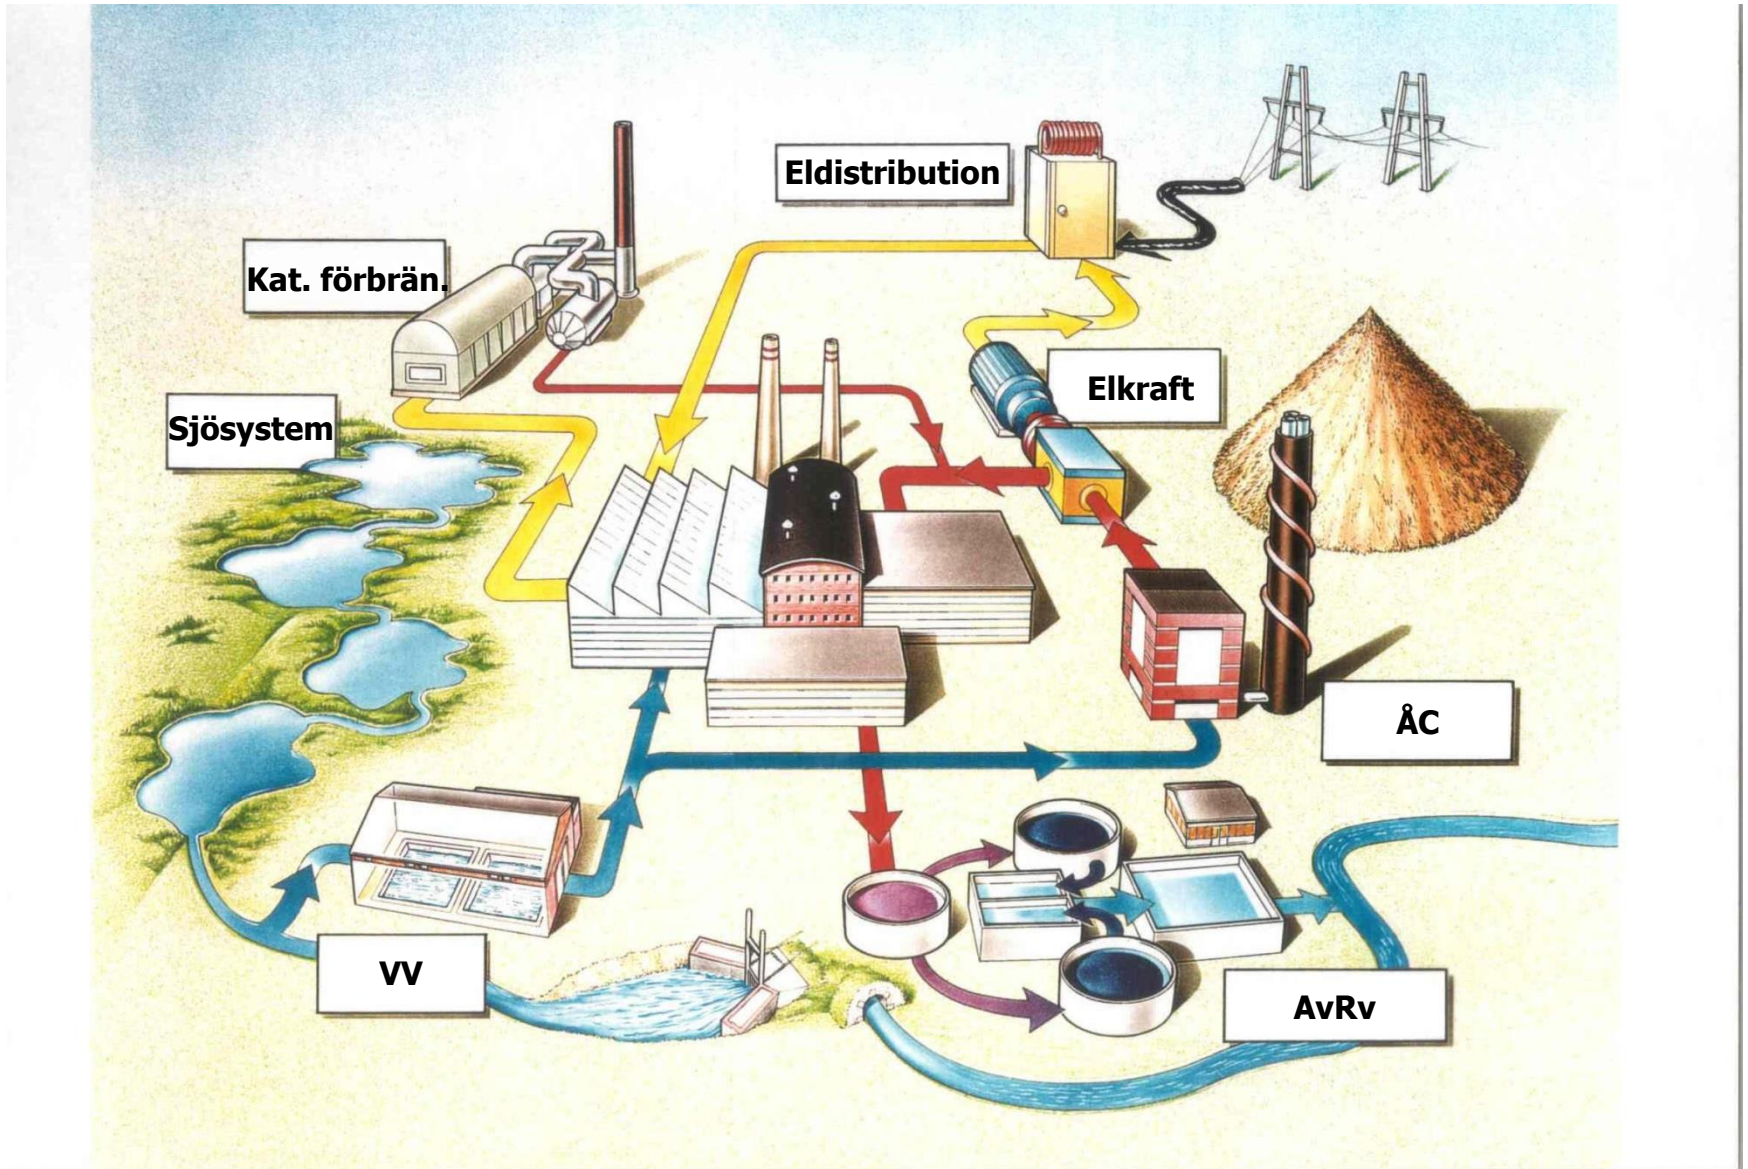 Eldistribution
Kat. förbrän.
Elkraft
Sjösystem
ÅC
VV
AvRv